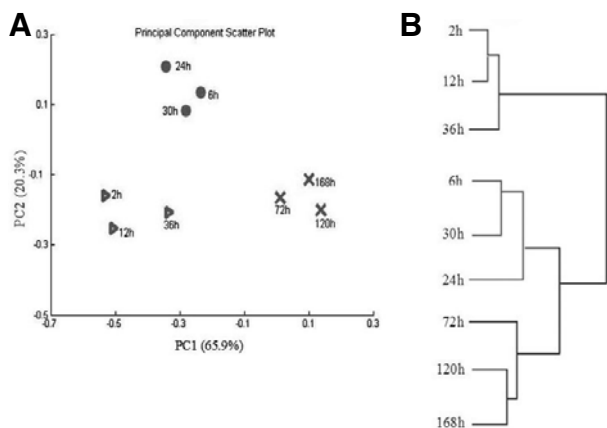 A
Principal Component Scatter Plot
0.3
0.1
-0.1
-0.3
-0.5
PC2 (20.3%)
24h
6h
30h
2h
12h
36h
72h
168h
120h
-0.7
-0.5
-0.3
-0.1
0.1
0.3
PC1 (65.9%)
B
2h
12h
36h
6h
30h
24h
72h
120h
168h